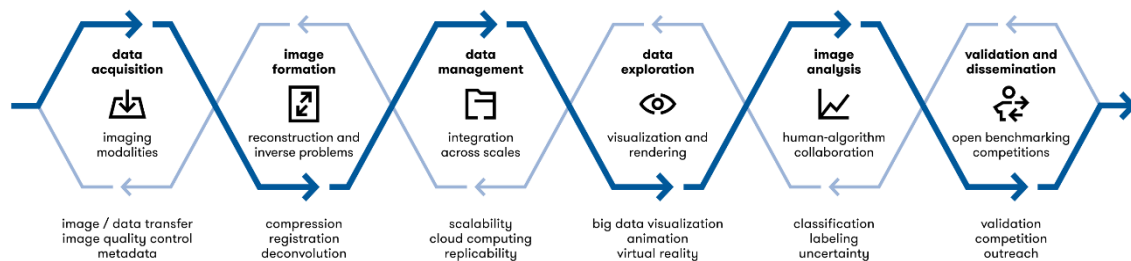 data
acquisition
imaging
modalities
image / data transfer
image quality control
metadata
image
formation
reconstruction and
inverse problems
compression
registration
deconvolution
data
management
integration
across scales
scalability
cloud computing
replicability
data
exploration
visualization and
rendering
big data visualization
animation
virtual reality
image
analysis
human-algorithm
collaboration
classification
labeling
uncertainty
validation and
dissemination
open benchmarking
competitions
validation
competition
outreach